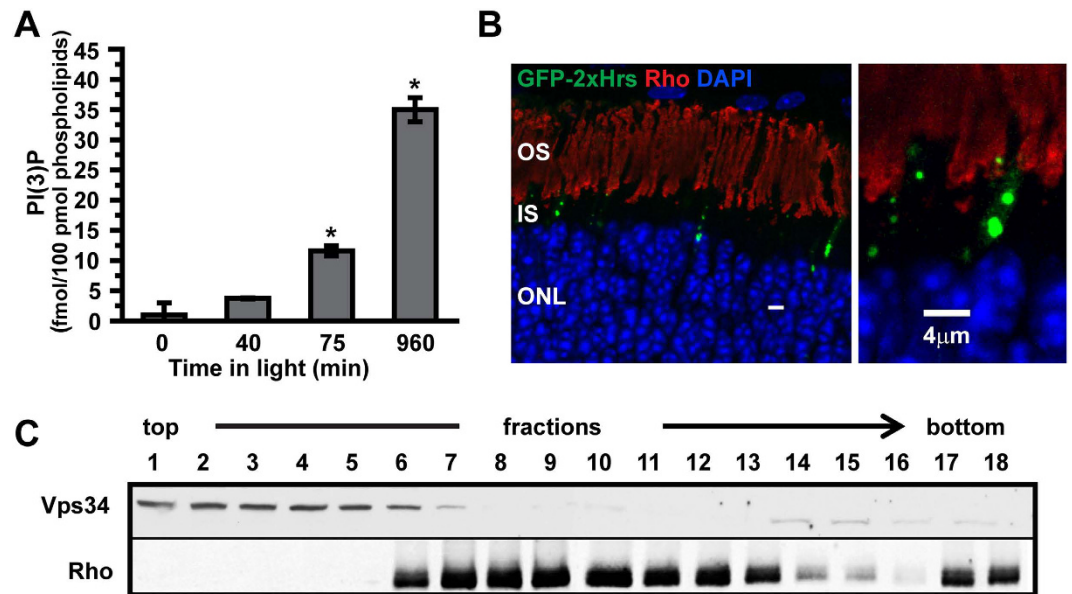 A
PI(3)P
(fmol/100 pmol phospholipids)
45
40
35
30
25
20
15
10
5
0
*
*
0 40 75 960
Time in light (min)
B
GFP-2xHrs Rho DAPI
OS
IS
ONL
4μm
C
top fractions bottom
1 2 3 4 5 6 7 8 9 10 11 12 13 14 15 16 17 18
Vps34
Rho